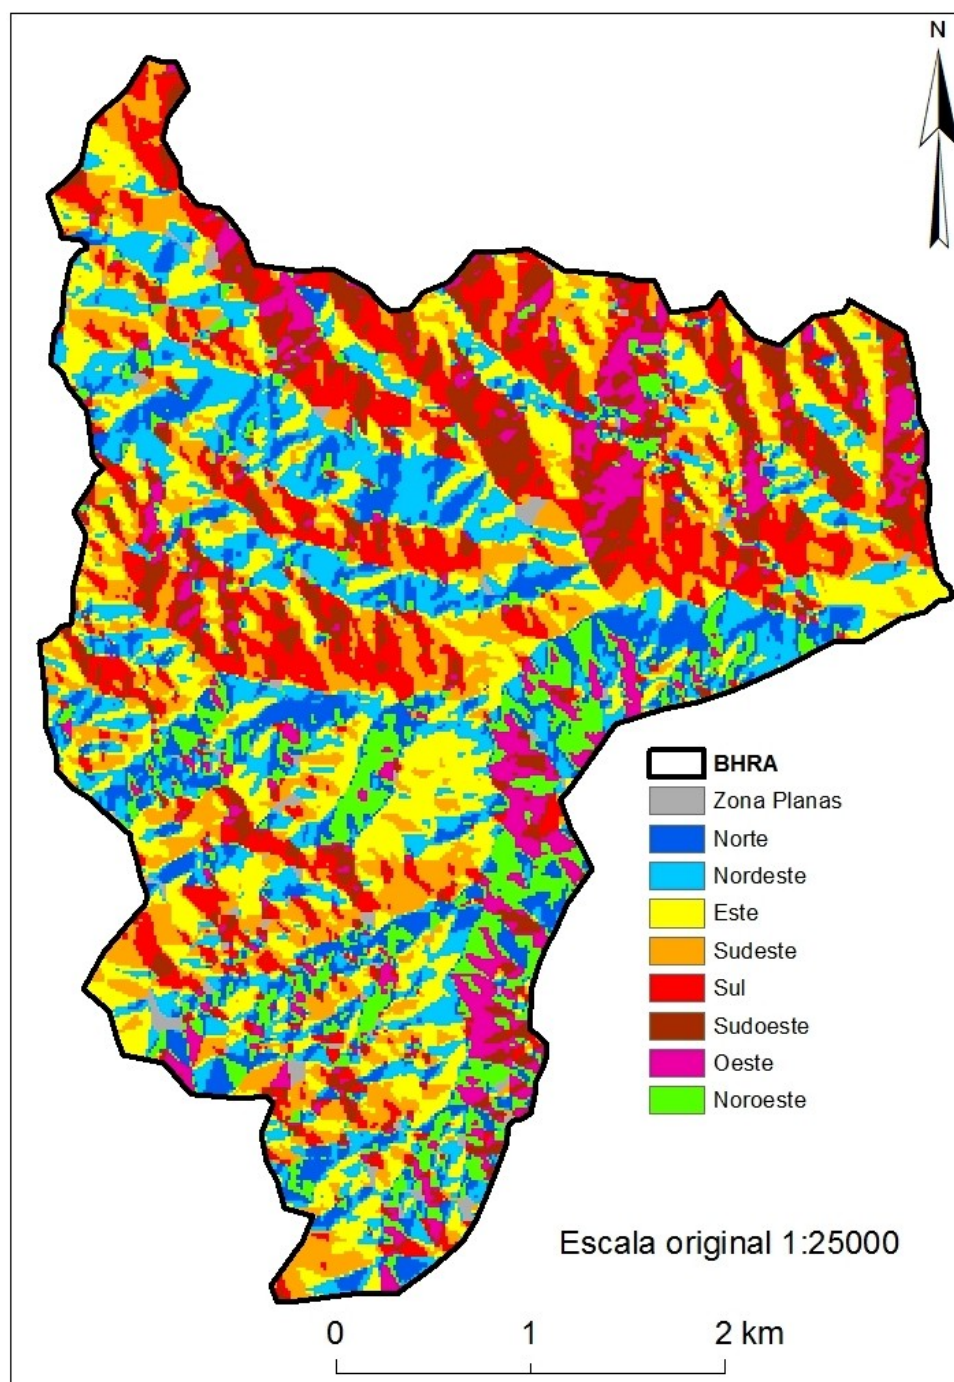 N
BHRA
Zona Planas
Norte
Nordeste
Este
Sudeste
Sul
Sudoeste
Oeste
Noroeste
Escala original 1:25000
0 1 2 km